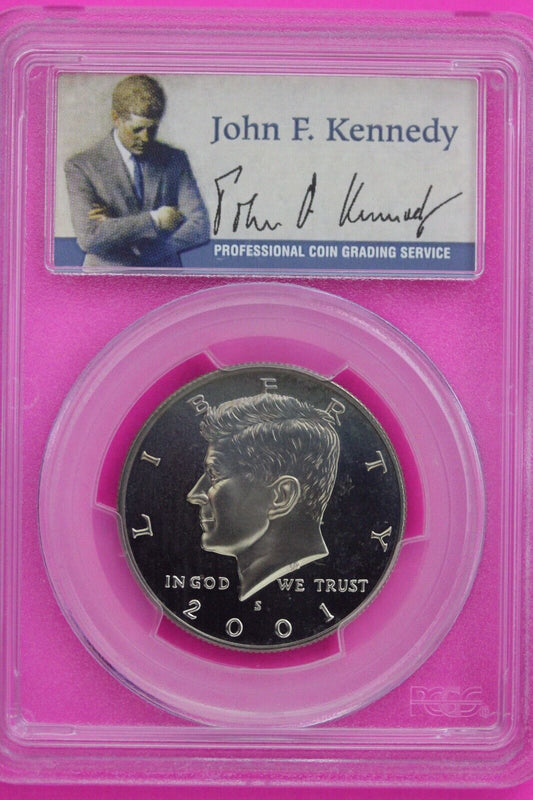 John F. Kennedy
John F. Kennedy
PROFESSIONAL COIN GRADING SERVICE
LIBERTY
IN GOD WE TRUST
S
2001
PCGS®